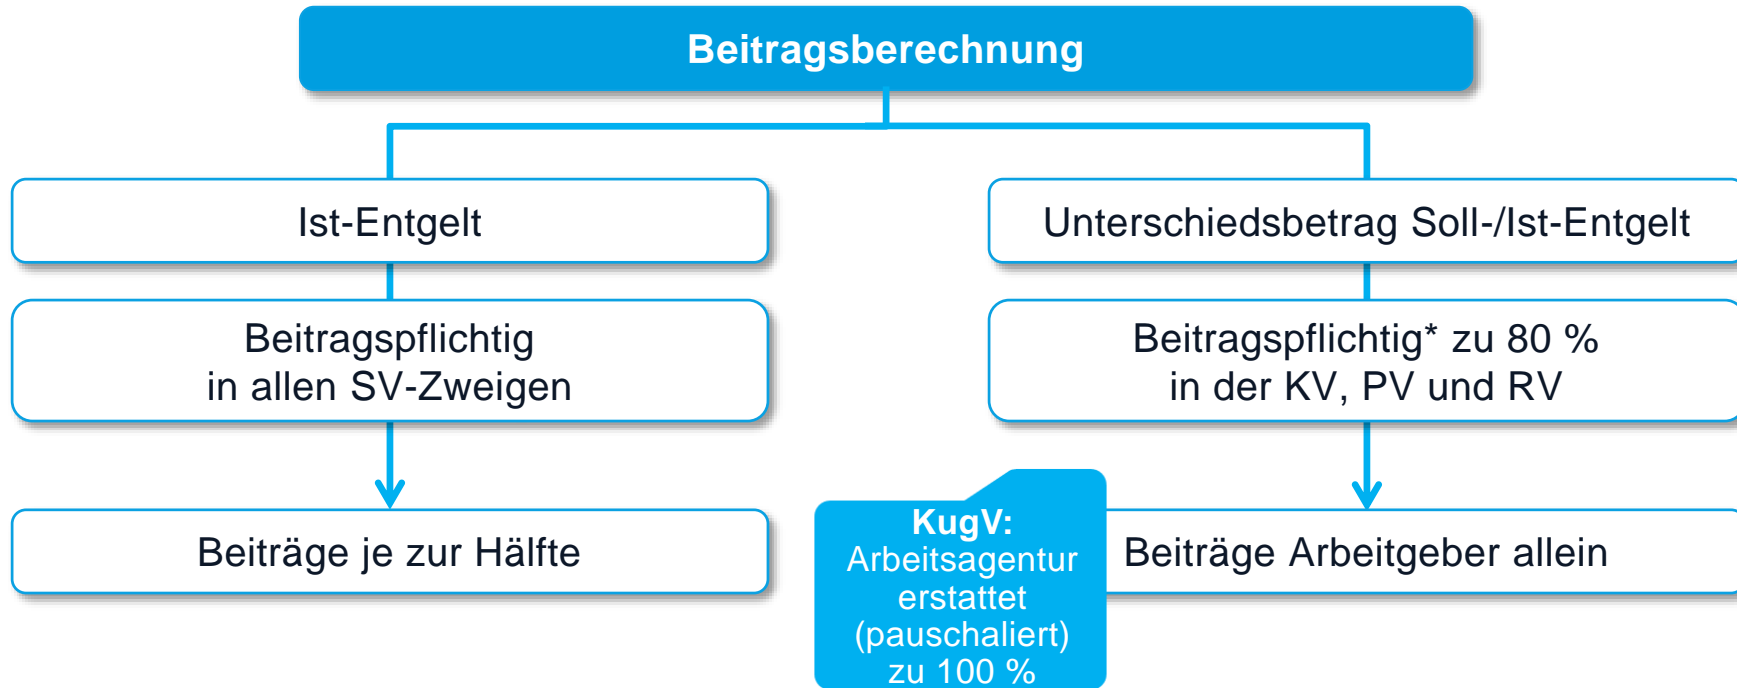 Beitragsberechnung
Ist-Entgelt
Beitragspflichtig
in allen SV-Zweigen
Beiträge je zur Hälfte
Unterschiedsbetrag Soll-/Ist-Entgelt
Beitragspflichtig* zu 80 %
in der KV, PV und RV
Beiträge Arbeitgeber allein
KugV:
Arbeitsagentur
erstattet
(pauschaliert)
zu 100 %